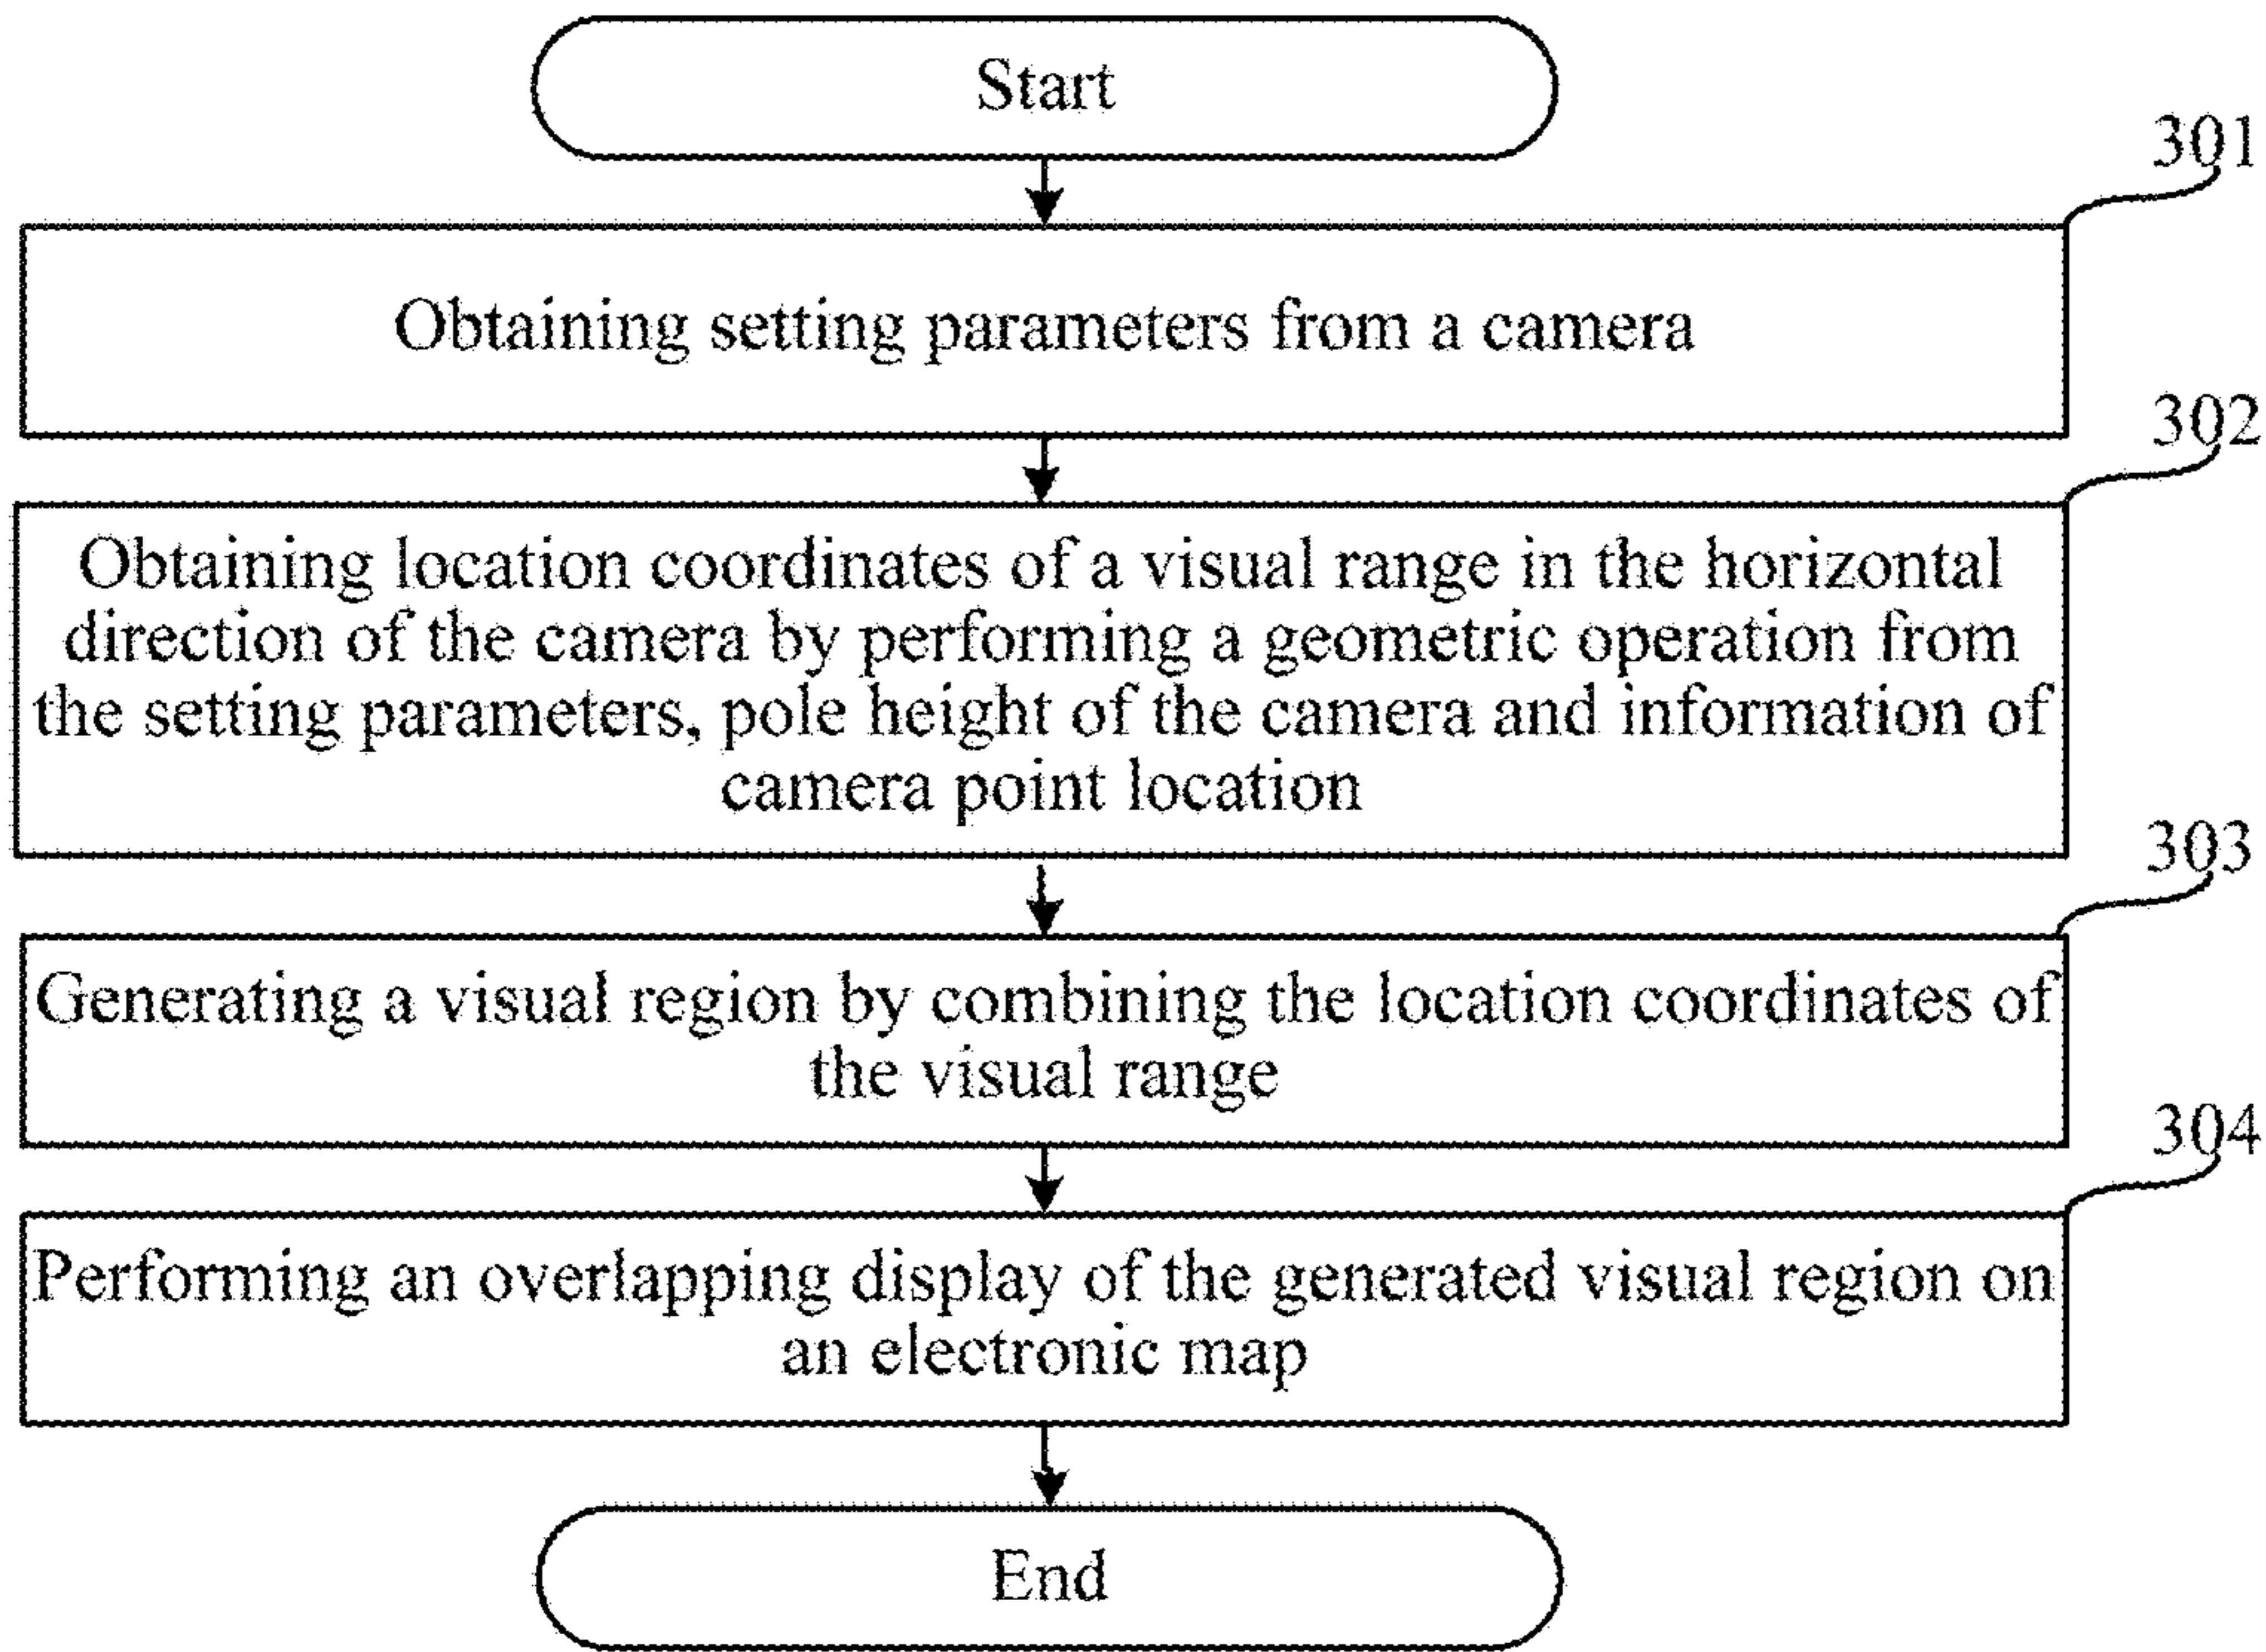 Start
301
Obtaining setting parameters from a camera
302
Obtaining location coordinates of a visual range in the horizontal
direction of the camera by performing a geometric operation from
the setting parameters, pole height of the camera and information of
camera point location
303
Generating a visual region by combining the location coordinates of
the visual range
304
Performing an overlapping display of the generated visual region on
an electronic map
End